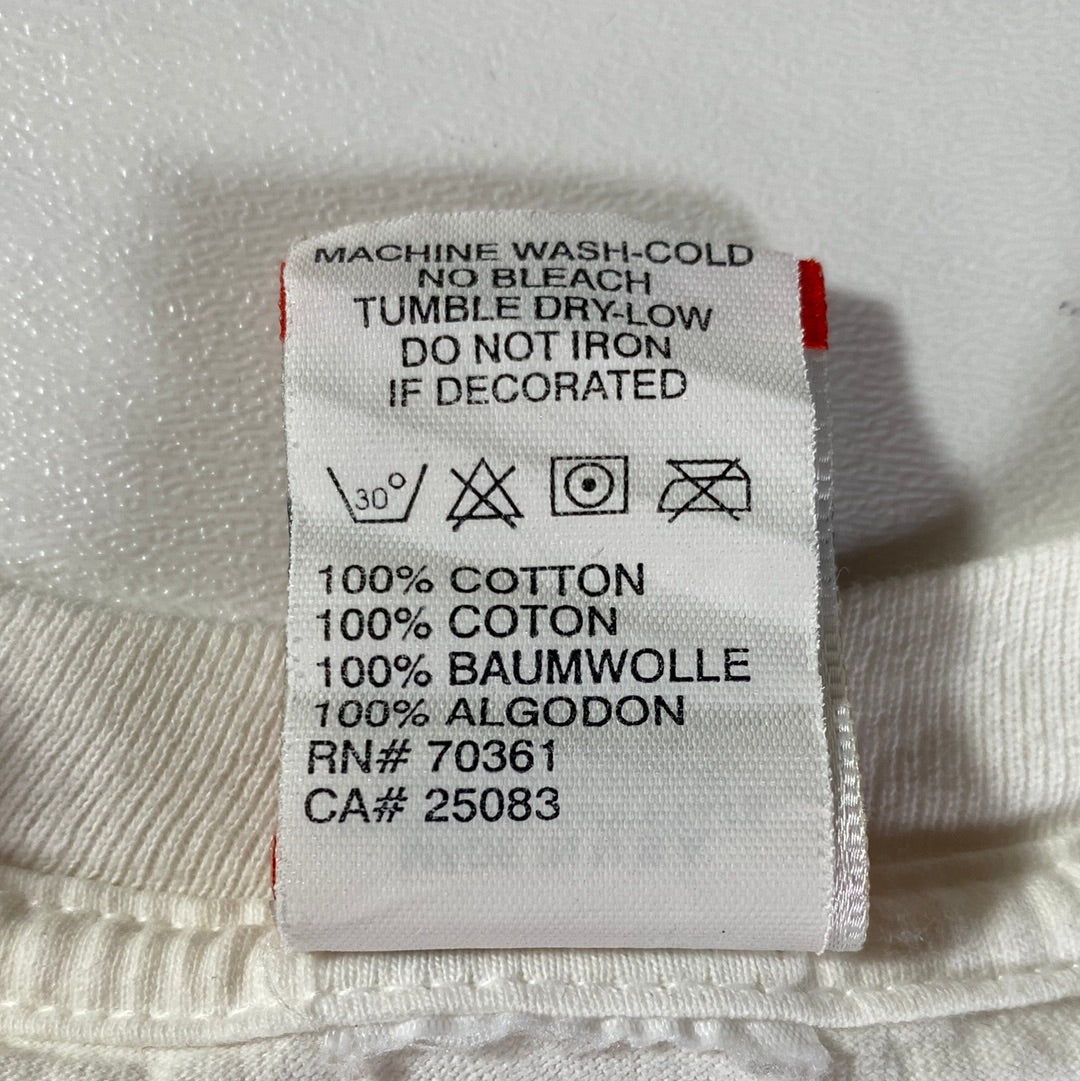 MACHINE WASH-COLD
NO BLEACH
TUMBLE DRY-LOW
DO NOT IRON
IF DECORATED
30°
100% COTTON
100% COTON
100% BAUMWOLLE
100% ALGODON
RN# 70361
CA# 25083